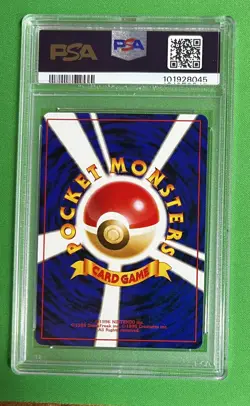 PSA
PSA
101928045
POCKET MONSTERS
CARD GAME